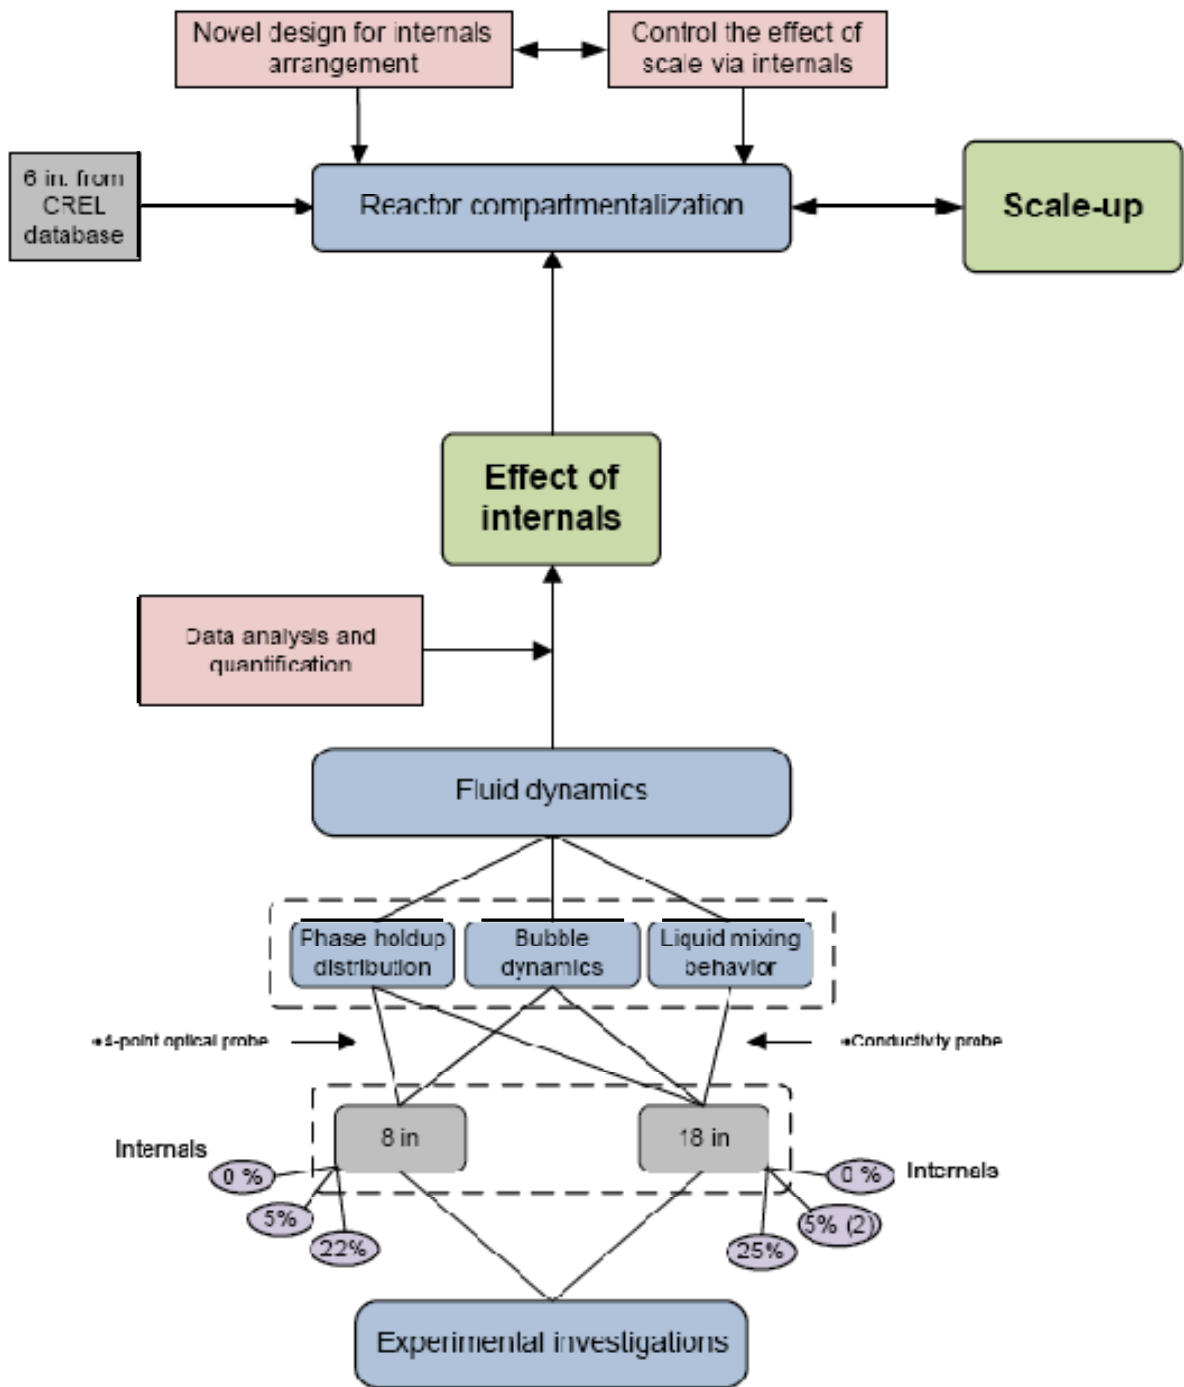 Novel design for internals
arrangement
Control the effect of
scale via internals
6 in. from
CREL
database
Reactor compartmentalization
Scale-up
Effect of
internals
Data analysis and
quantification
Fluid dynamics
Phase holdup
distribution
Bubble
dynamics
Liquid mixing
behavior
•4-point optical probe
•Conductivity probe
8 in
18 in
Internals
0 %
5%
22%
0 %
Internals
5% (2)
25%
Experimental investigations